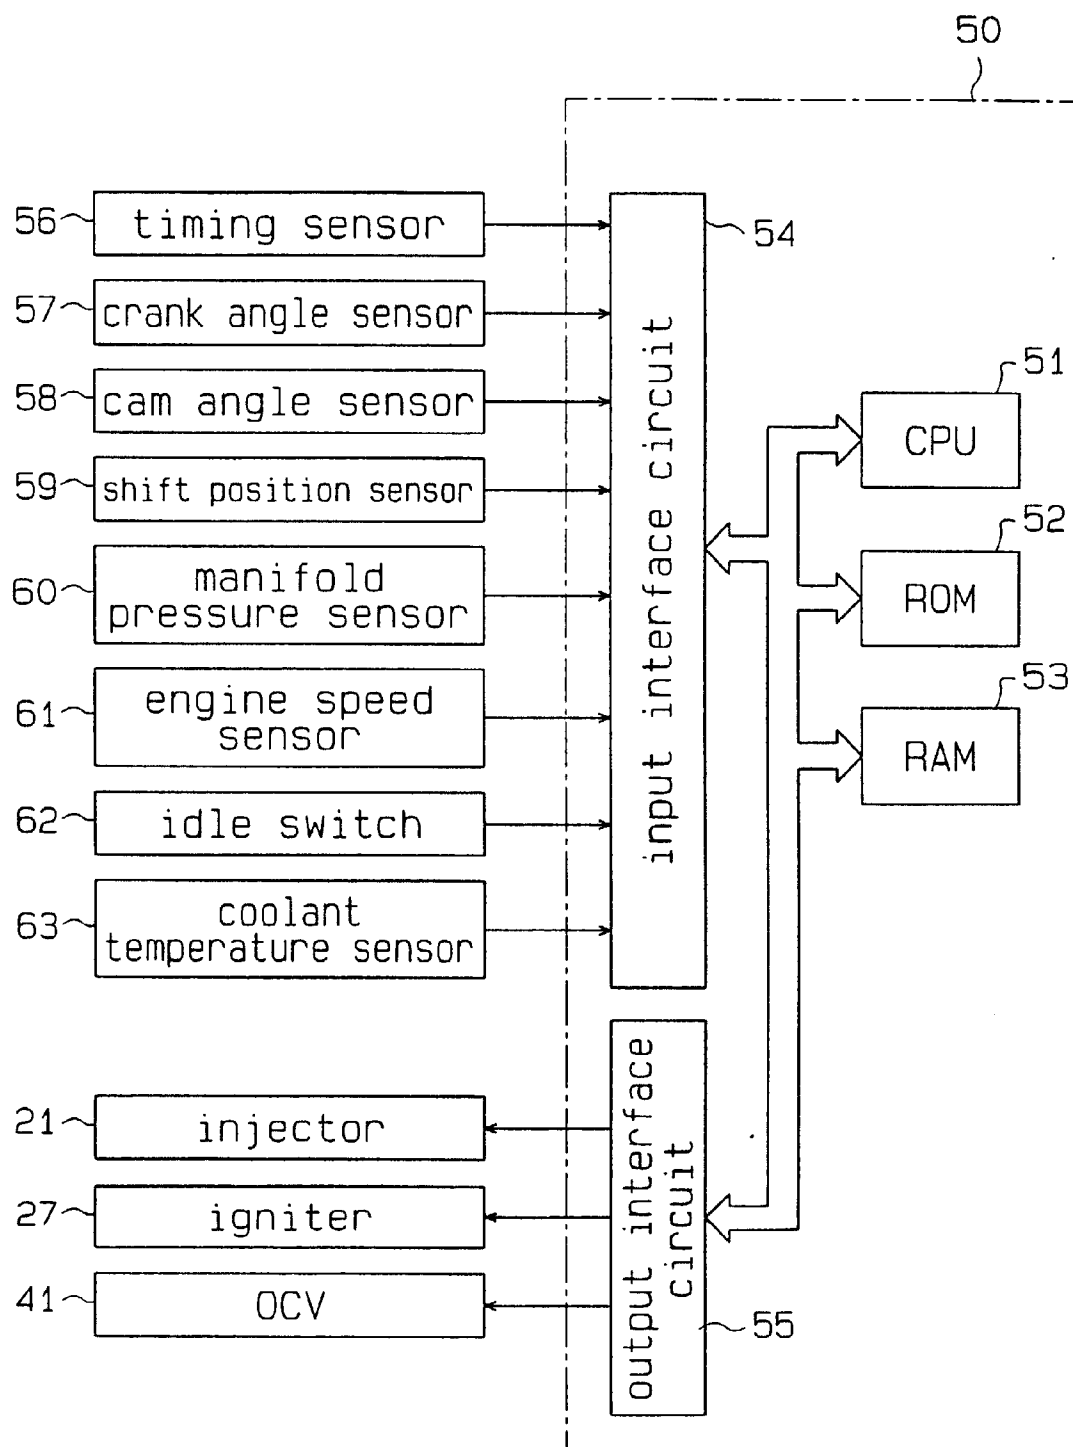 50
56
timing sensor
54
57
crank angle sensor
58
cam angle sensor
59
shift position sensor
60
manifold
pressure sensor
61
engine speed
sensor
62
idle switch
63
coolant
temperature sensor
input interface circuit
51
CPU
52
ROM
53
RAM
21
injector
27
igniter
41
OCV
output interface
circuit
55